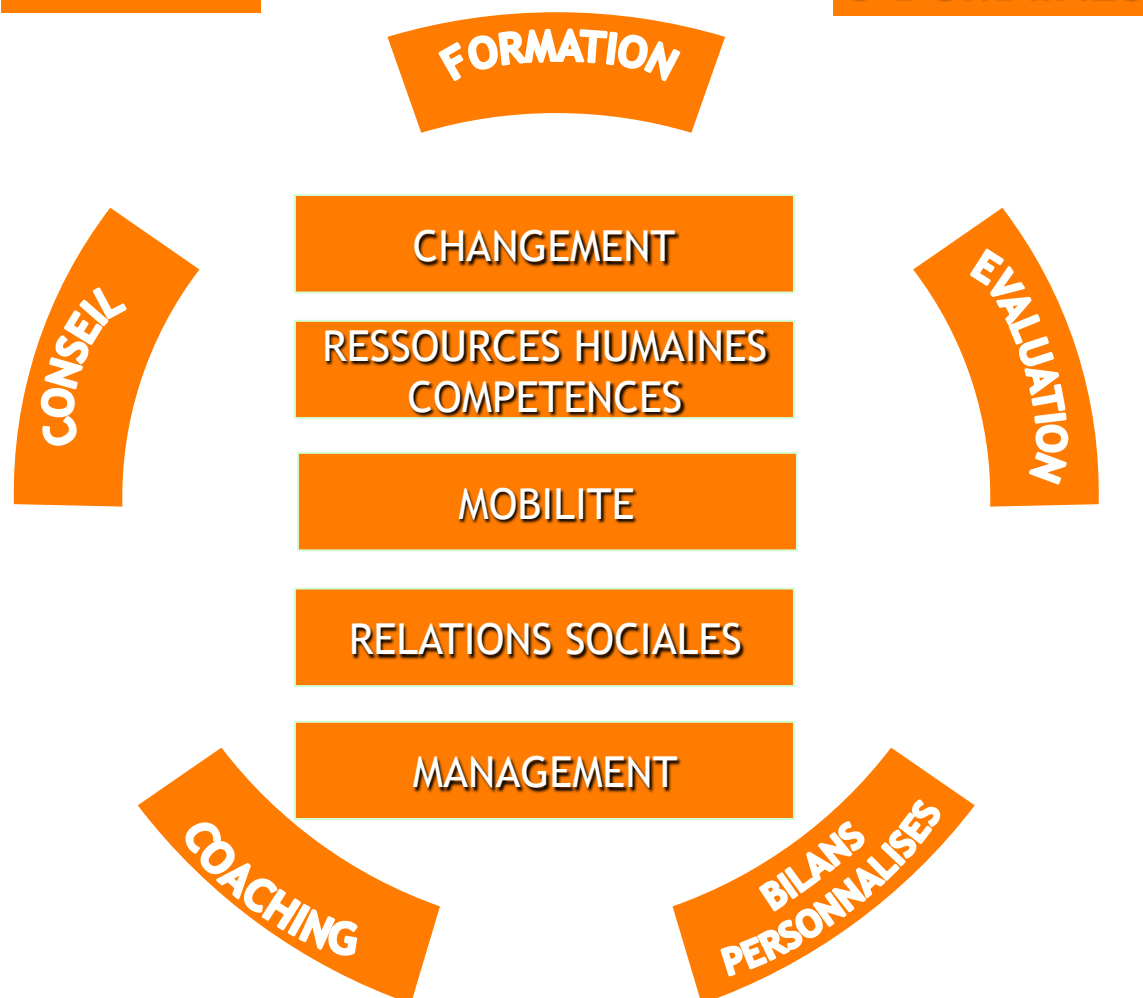 FORMATION
CHANGEMENT
CONSEIL
EVALUATION
RESSOURCES HUMAINES
COMPETENCES
MOBILITE
RELATIONS SOCIALES
MANAGEMENT
COACHING
BILANS
PERSONNALISES